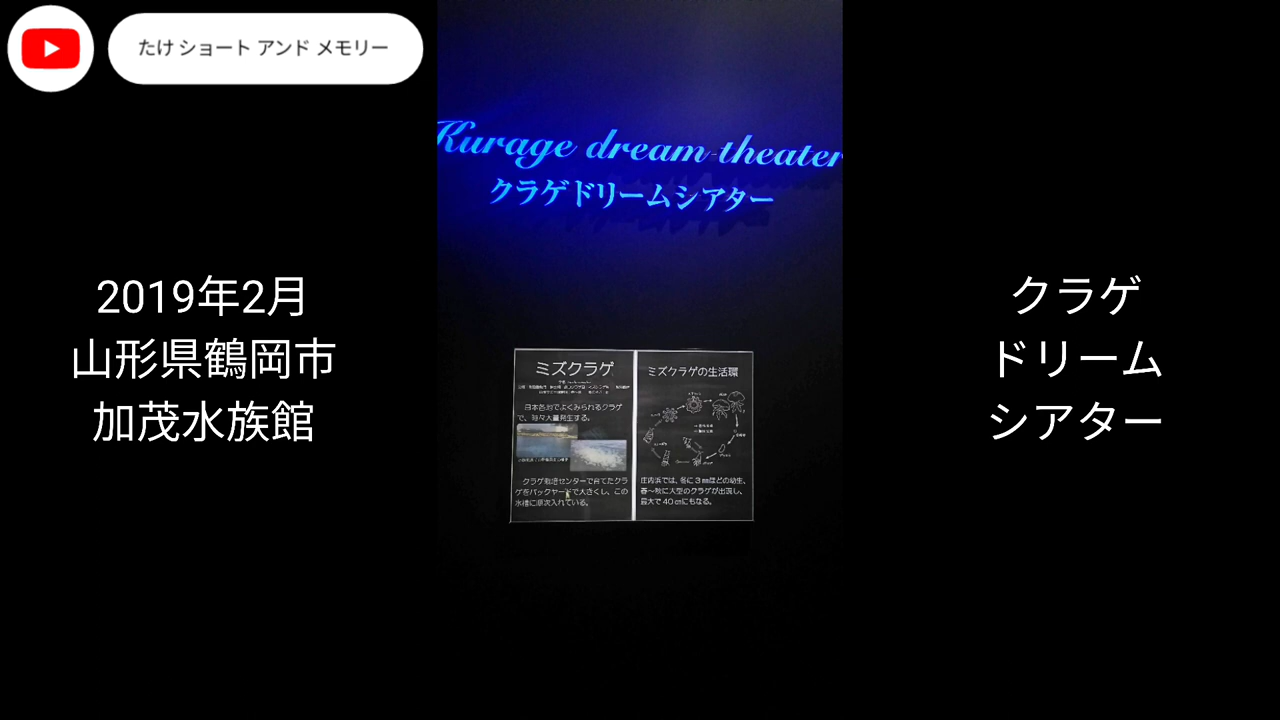 たけ ショート アンド メモリー
Kurage dream theater
クラゲドリームシアター
2019年2月
山形県鶴岡市
加茂水族館
クラゲ
ドリーム
シアター
ミズクラゲ
日本各地でよくみられるクラゲ
で、時々大量発生する。
クラゲ栽培センターで育てたクラ
ゲをバックヤードで大きくし、この
水槽に順次入れている。
ミズクラゲの生活環
庄内浜では、冬に3㎜ほどの幼生、
春～秋に大型のクラゲが出現し、
最大で40㎝にもなる。